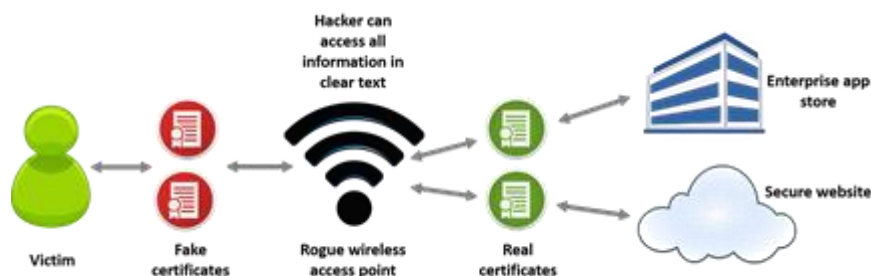 Hacker can
access all
information in
clear text
Enterprise app
store
Secure website
Victim
Fake
certificates
Rogue wireless
access point
Real
certificates